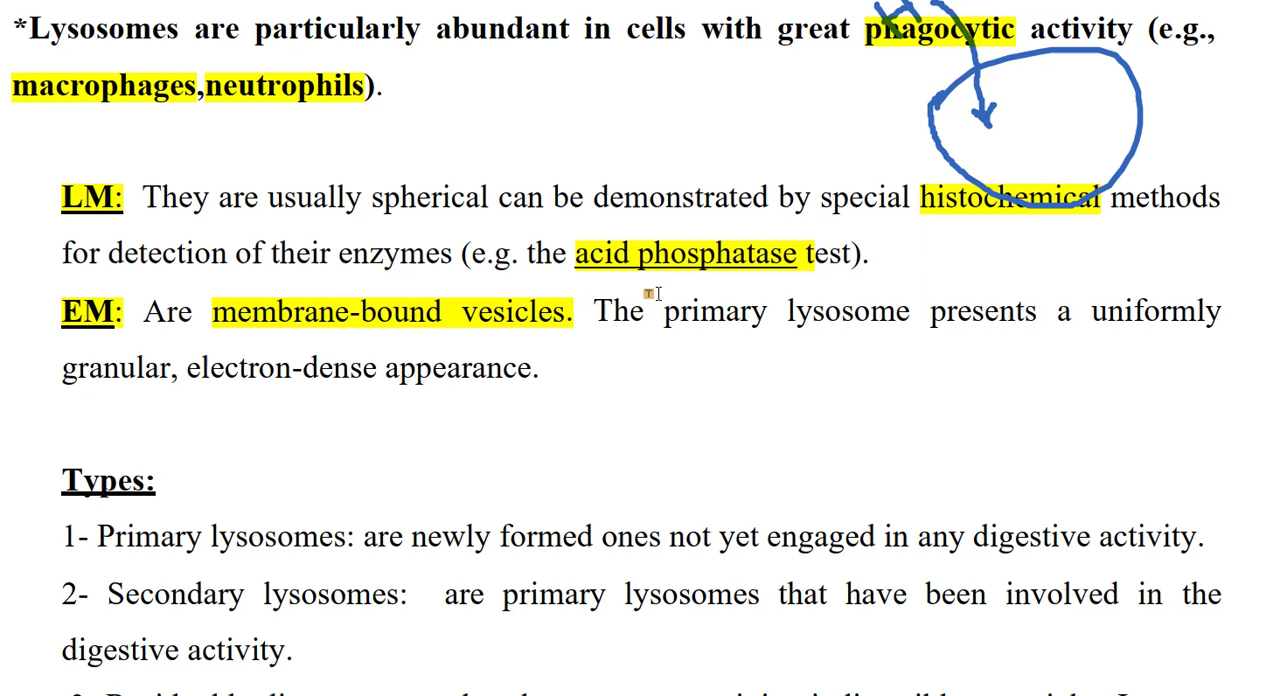 *Lysosomes are particularly abundant in cells with great phagocytic activity (e.g.,
macrophages,neutrophils).
LM: They are usually spherical can be demonstrated by special histochemical methods
for detection of their enzymes (e.g. the acid phosphatase test).
EM: Are membrane-bound vesicles. The primary lysosome presents a uniformly
granular, electron-dense appearance.
Types:
1- Primary lysosomes: are newly formed ones not yet engaged in any digestive activity.
2- Secondary lysosomes: are primary lysosomes that have been involved in the
digestive activity.